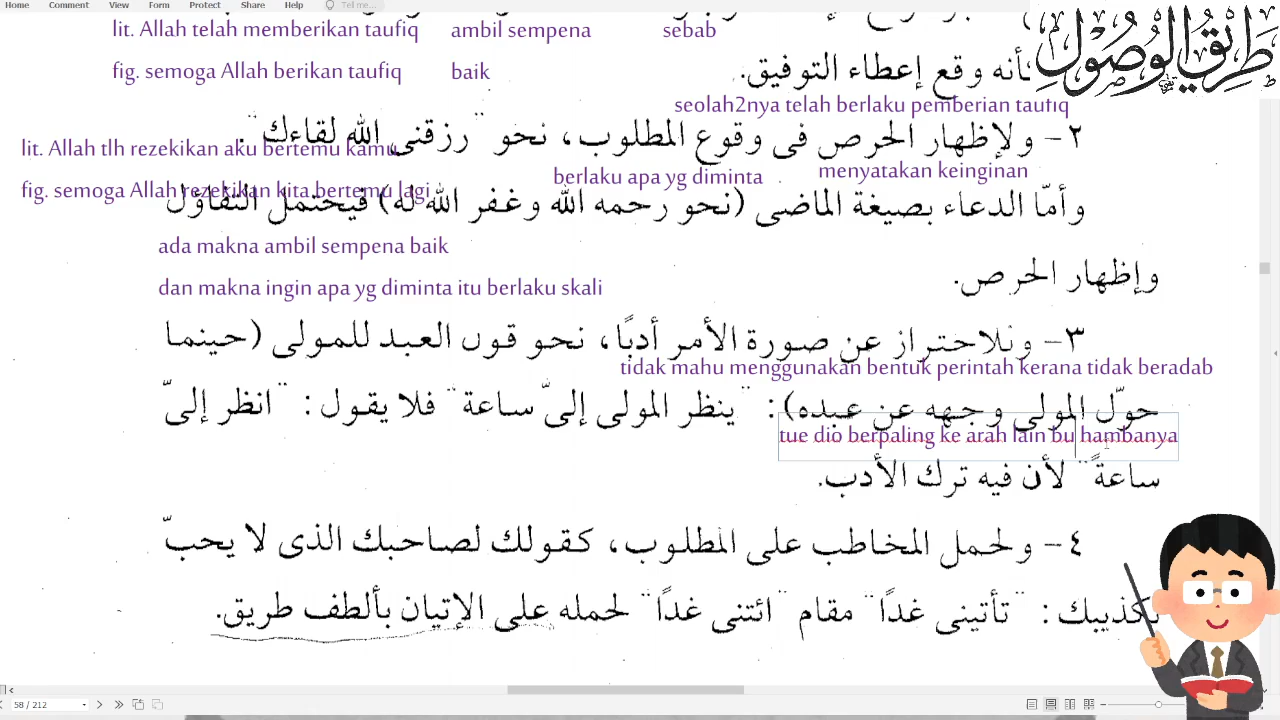 Home Comment View Form Protect Share Help Tell me...
lit. Allah telah memberikan taufiq ambil sempena sebab
fig. semoga Allah berikan taufiq baik
طريق الوصول
بأنه وقع إعطاء التوفيق.
seolah2nya telah berlaku pemberian taufiq
٢- ولإظهار الحرص فى وقوع المطلوب، نحو "رزقنى الله لقاءك".
lit. Allah tlh rezekikan aku bertemu kamu
berlaku apa yg diminta menyatakan keinginan
fig. semoga Allah rezekikan kita bertemu lagi
وأمّا الدعاء بصيغة الماضى (نحو رحمه الله وغفر الله له) فيحتمل التفاؤل
ada makna ambil sempena baik
وإظهار الحرص.
dan makna ingin apa yg diminta itu berlaku skali
٣- وللاحتراز عن صورة الأمر أدبًا، نحو قول العبد للمولى (حينما
tidak mahu menggunakan bentuk perintah kerana tidak beradab
حوّل المولى وجهه عن عبده): "ينظر المولى إلىّ ساعة" فلا يقول: "انظر إلىّ
tue dio berpaling ke arah lain bu hambanya
ساعةً" لأن فيه ترك الأدب.
٤- ولحمل المخاطب على المطلوب، كقولك لصاحبك الذى لا يحبّ
تكذيبك: "تأتينى غدًا" مقام "ائتنى غدًا" لحمله على الإتيان بألطف طريق.
58 / 212